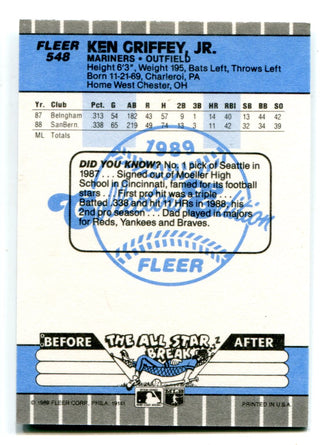 FLEER
548
KEN GRIFFEY, JR.
MARINERS • OUTFIELD
Height 6'3", Weight 195, Bats Left, Throws Left
Born 11-21-69, Charleroi, PA
Home West Chester, OH
Yr. Club Pct. G AB R H 2B 3B HR RBI SB BB SO
87 Belngham .313 54 182 43 57 9 1 14 40 13 44 42
88 SanBern. .338 65 219 49 74 13 3 11 42 32 34 39
ML Totals
1989
DID YOU KNOW? No. 1 pick of Seattle in
1987 . . . Signed out of Moeller High
School in Cincinnati, famed for its football
stars . . . First pro hit was a triple . . .
Batted .338 and hit 11 HRs in 1988, his
2nd pro season . . . Dad played in majors
for Reds, Yankees and Braves.
FLEER
BEFORE THE ALL STAR BREAK AFTER
© 1989 FLEER CORP., PHILA. 19141 PRINTED IN U.S.A.